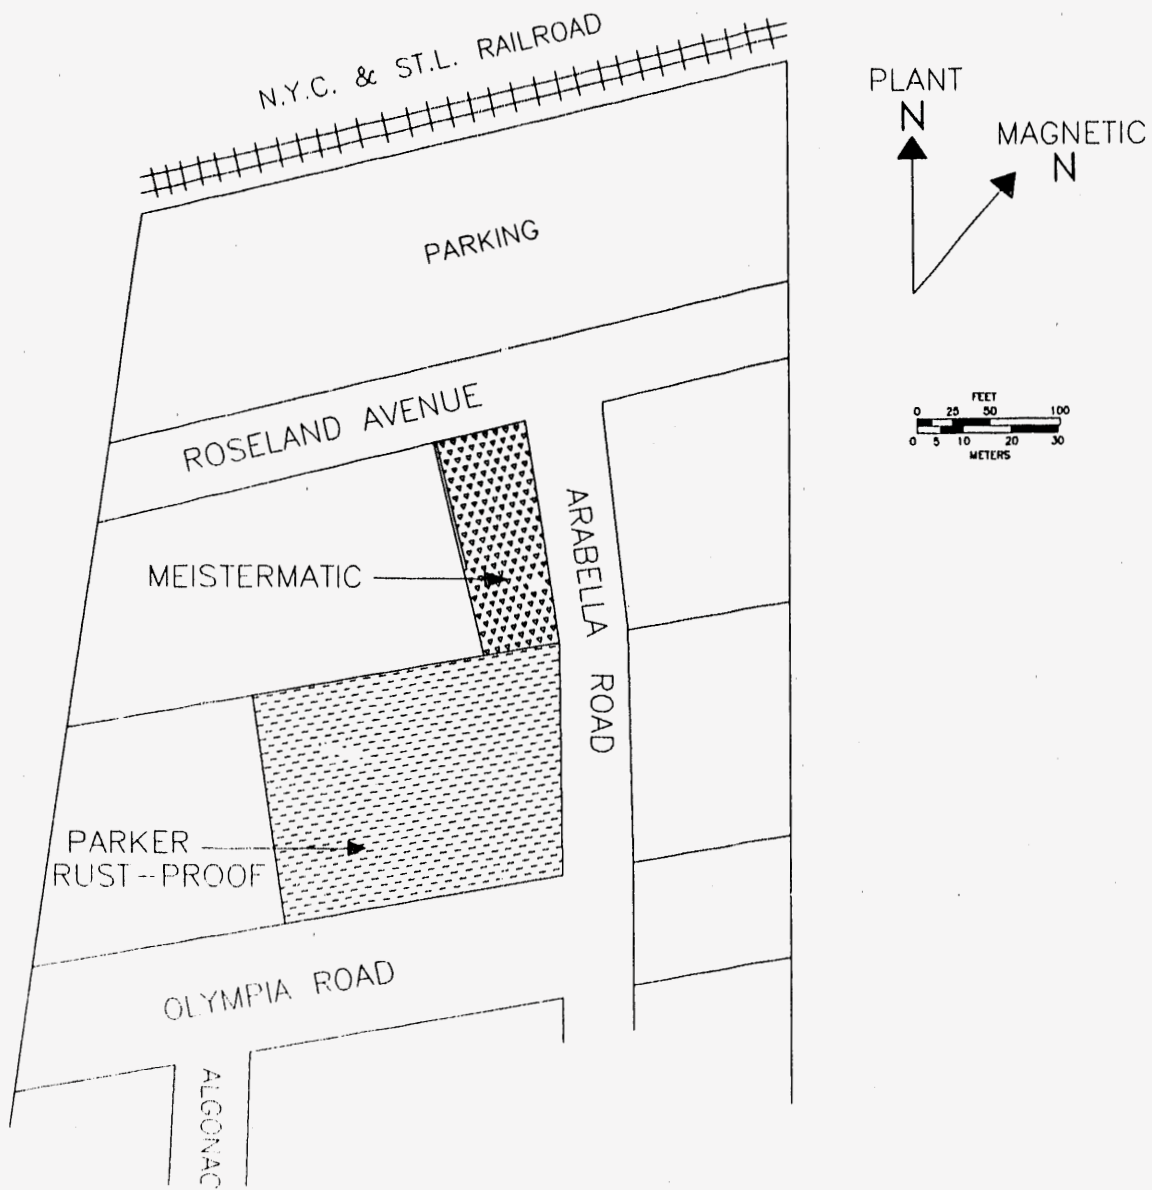 N.Y.C. & ST.L. RAILROAD
PLANT
N
MAGNETIC
N
PARKING
FEET
0 25 50 100
0 5 10 20 30
METERS
ROSELAND AVENUE
ARABELLA ROAD
MEISTERMATIC
PARKER
RUST-PROOF
OLYMPIA ROAD
ALGONAC